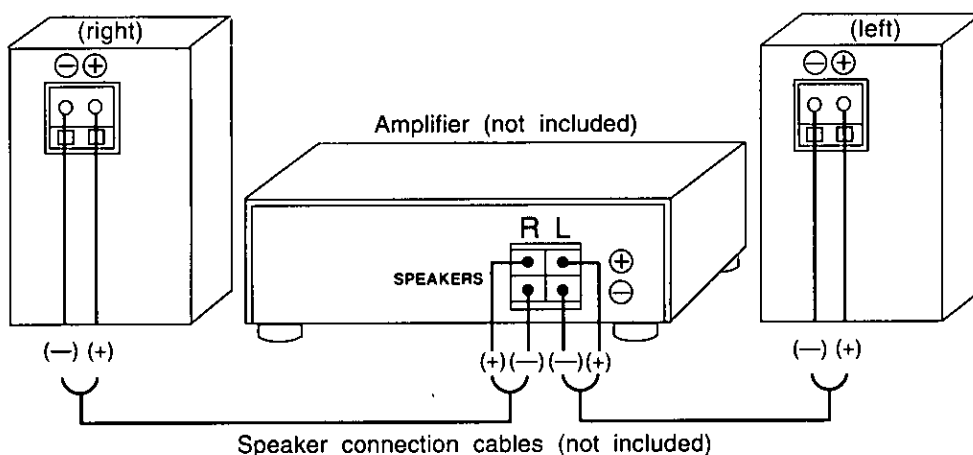 (right)
(left)
⊖ ⊕
⊖ ⊕
Amplifier (not included)
R L
SPEAKERS
⊕
⊖
(—) (+)
(+) (—) (—) (+)
(—) (+)
Speaker connection cables (not included)